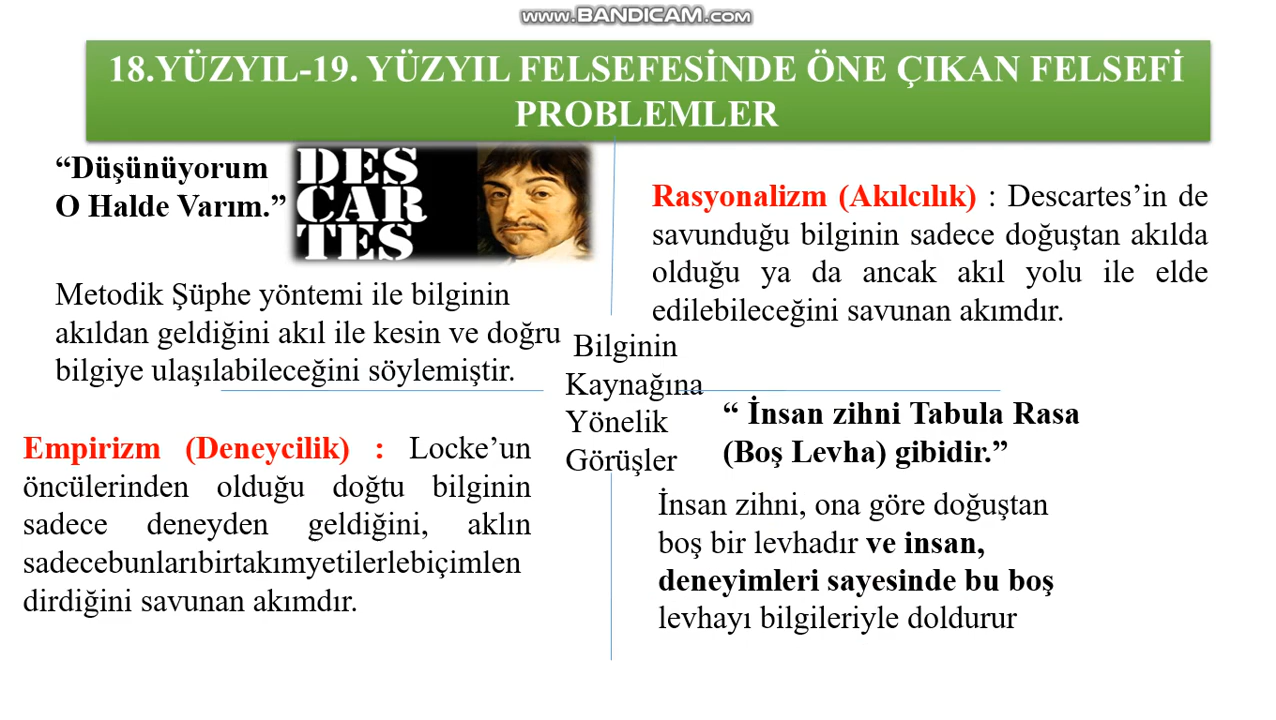 www.BANDICAM.com
18.YÜZYIL-19. YÜZYIL FELSEFESİNDE ÖNE ÇIKAN FELSEFİ
PROBLEMLER
“Düşünüyorum
O Halde Varım.”
DES
CAR
TES
Metodik Şüphe yöntemi ile bilginin
akıldan geldiğini akıl ile kesin ve doğru
bilgiye ulaşılabileceğini söylemiştir.
Rasyonalizm (Akılcılık) : Descartes’in de
savunduğu bilginin sadece doğuştan akılda
olduğu ya da ancak akıl yolu ile elde
edilebileceğini savunan akımdır.
Bilginin
Kaynağına
Yönelik
Görüşler
Empirizm (Deneycilik) : Locke’un
öncülerinden olduğu doğtu bilginin
sadece deneyden geldiğini, aklın
sadecebunlarıbirtakımyetilerlebiçimlen
dirdiğini savunan akımdır.
“ İnsan zihni Tabula Rasa
(Boş Levha) gibidir.”
İnsan zihni, ona göre doğuştan
boş bir levhadır ve insan,
deneyimleri sayesinde bu boş
levhayı bilgileriyle doldurur